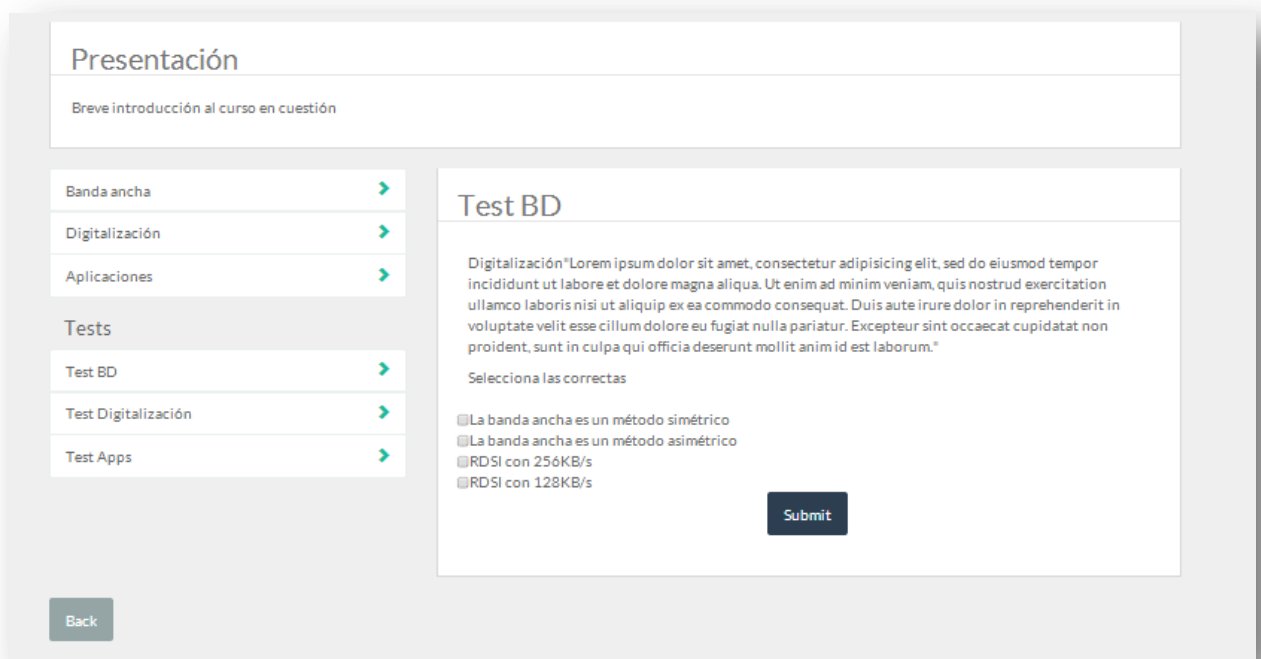 Presentación
Breve introducción al curso en cuestión
Banda ancha
Digitalización
Aplicaciones
Tests
Test BD
Test Digitalización
Test Apps
Test BD
Digitalización"Lorem ipsum dolor sit amet, consectetur adipisicing elit, sed do eiusmod tempor
incididunt ut labore et dolore magna aliqua. Ut enim ad minim veniam, quis nostrud exercitation
ullamco laboris nisi ut aliquip ex ea commodo consequat. Duis aute irure dolor in reprehenderit in
voluptate velit esse cillum dolore eu fugiat nulla pariatur. Excepteur sint occaecat cupidatat non
proident, sunt in culpa qui officia deserunt mollit anim id est laborum."
Selecciona las correctas
La banda ancha es un método simétrico
La banda ancha es un método asimétrico
RDSI con 256KB/s
RDSI con 128KB/s
Submit
Back